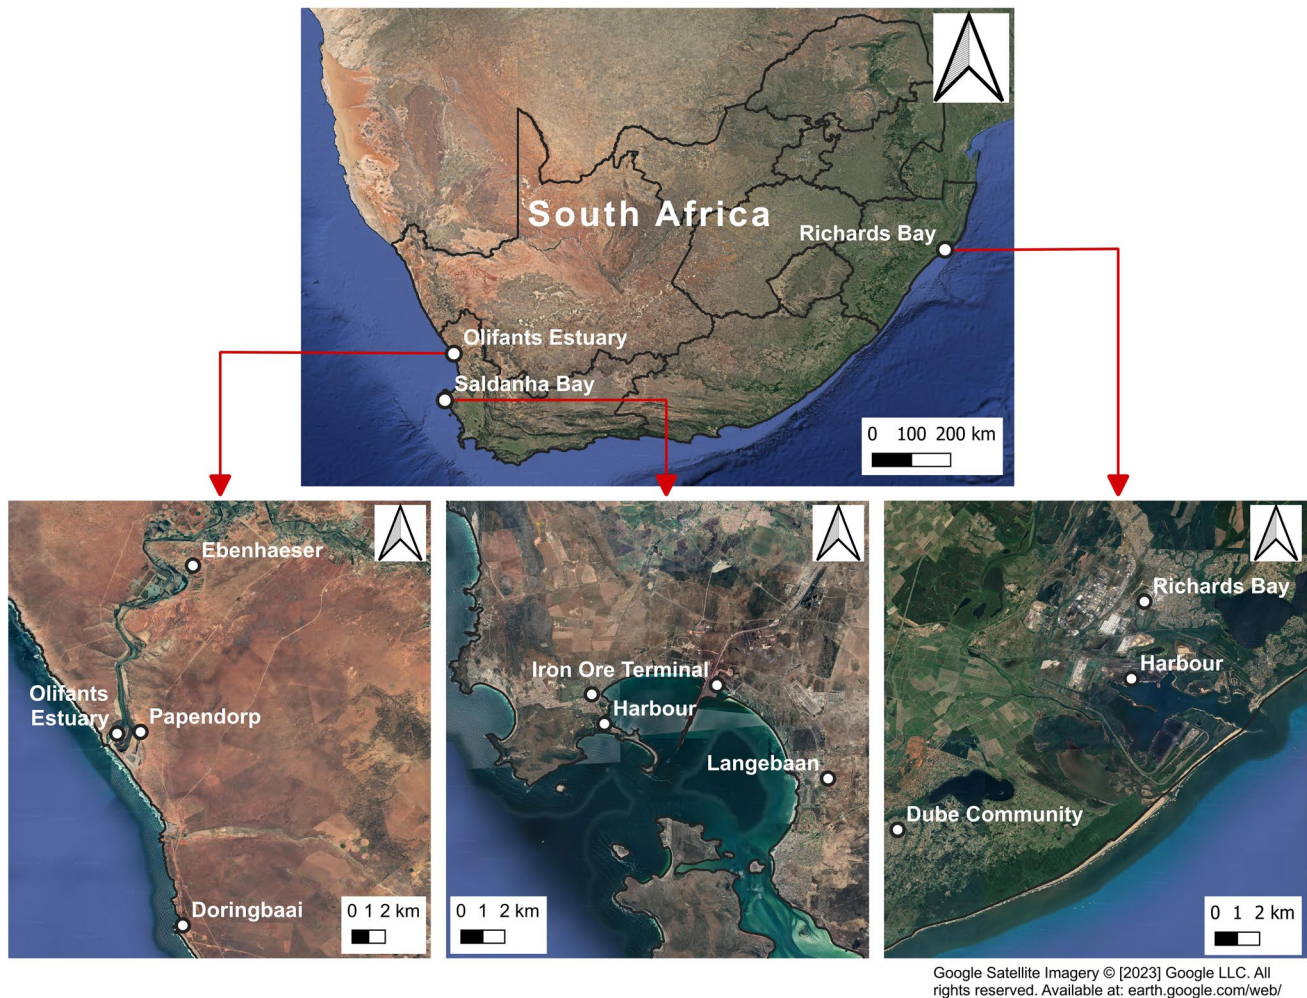 South Africa
Richards Bay
Olifants Estuary
Saldanha Bay
0 100 200 km
Ebenhaeser
Olifants
Estuary
Papendorp
Doringbaai
0 1 2 km
Iron Ore Terminal
Harbour
Langebaan
0 1 2 km
Richards Bay
Harbour
Dube Community
0 1 2 km
Google Satellite Imagery © [2023] Google LLC. All
rights reserved. Available at: earth.google.com/web/